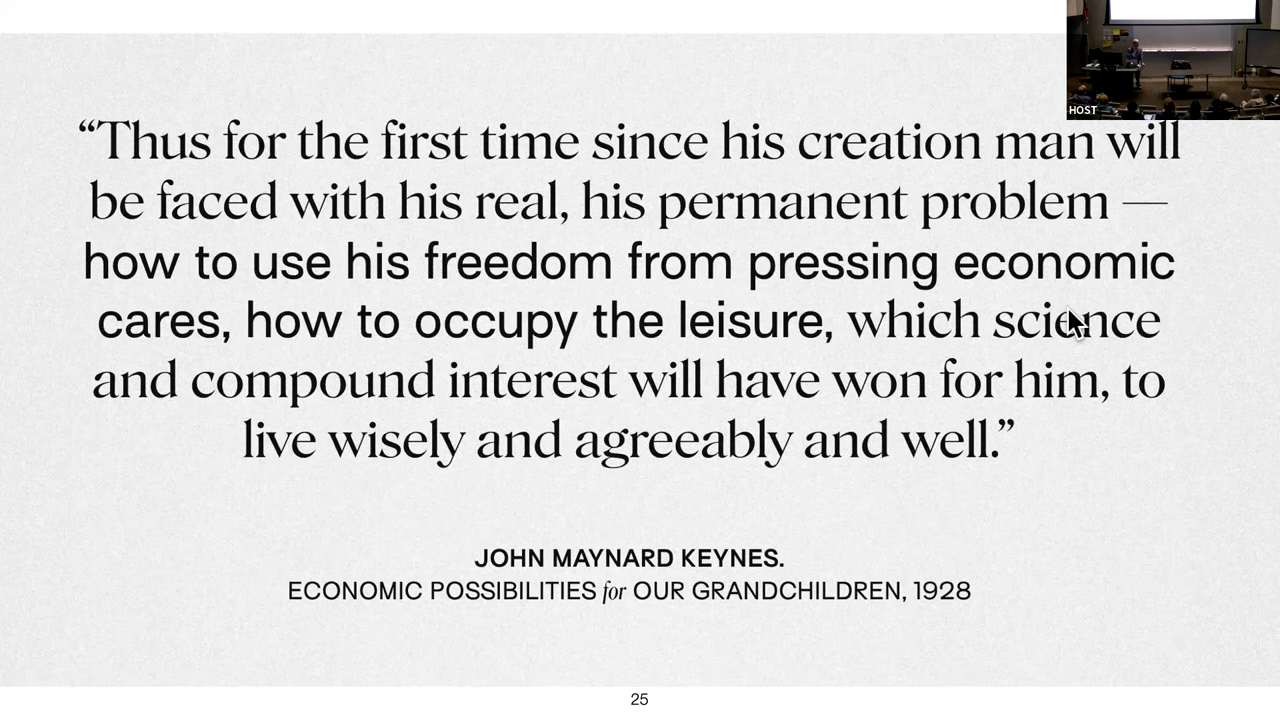 HOST
“Thus for the first time since his creation man will
be faced with his real, his permanent problem —
how to use his freedom from pressing economic
cares, how to occupy the leisure, which science
and compound interest will have won for him, to
live wisely and agreeably and well.”
JOHN MAYNARD KEYNES.
ECONOMIC POSSIBILITIES for OUR GRANDCHILDREN, 1928
25